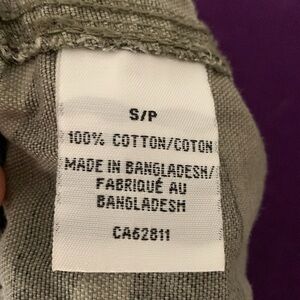 S/P
100% COTTON/COTON
MADE IN BANGLADESH/
FABRIQUÉ AU
BANGLADESH
CA62811